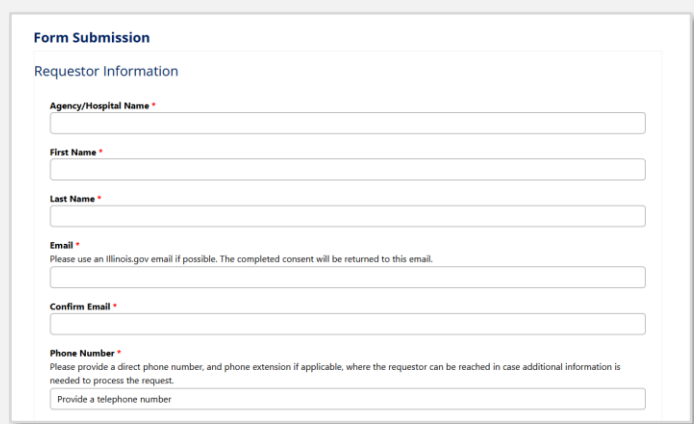 Form Submission
Requestor Information
Agency/Hospital Name *
First Name *
Last Name *
Email *
Please use an Illinois.gov email if possible. The completed consent will be returned to this email.
Confirm Email *
Phone Number *
Please provide a direct phone number, and phone extension if applicable, where the requestor can be reached in case additional information is
needed to process the request.
Provide a telephone number